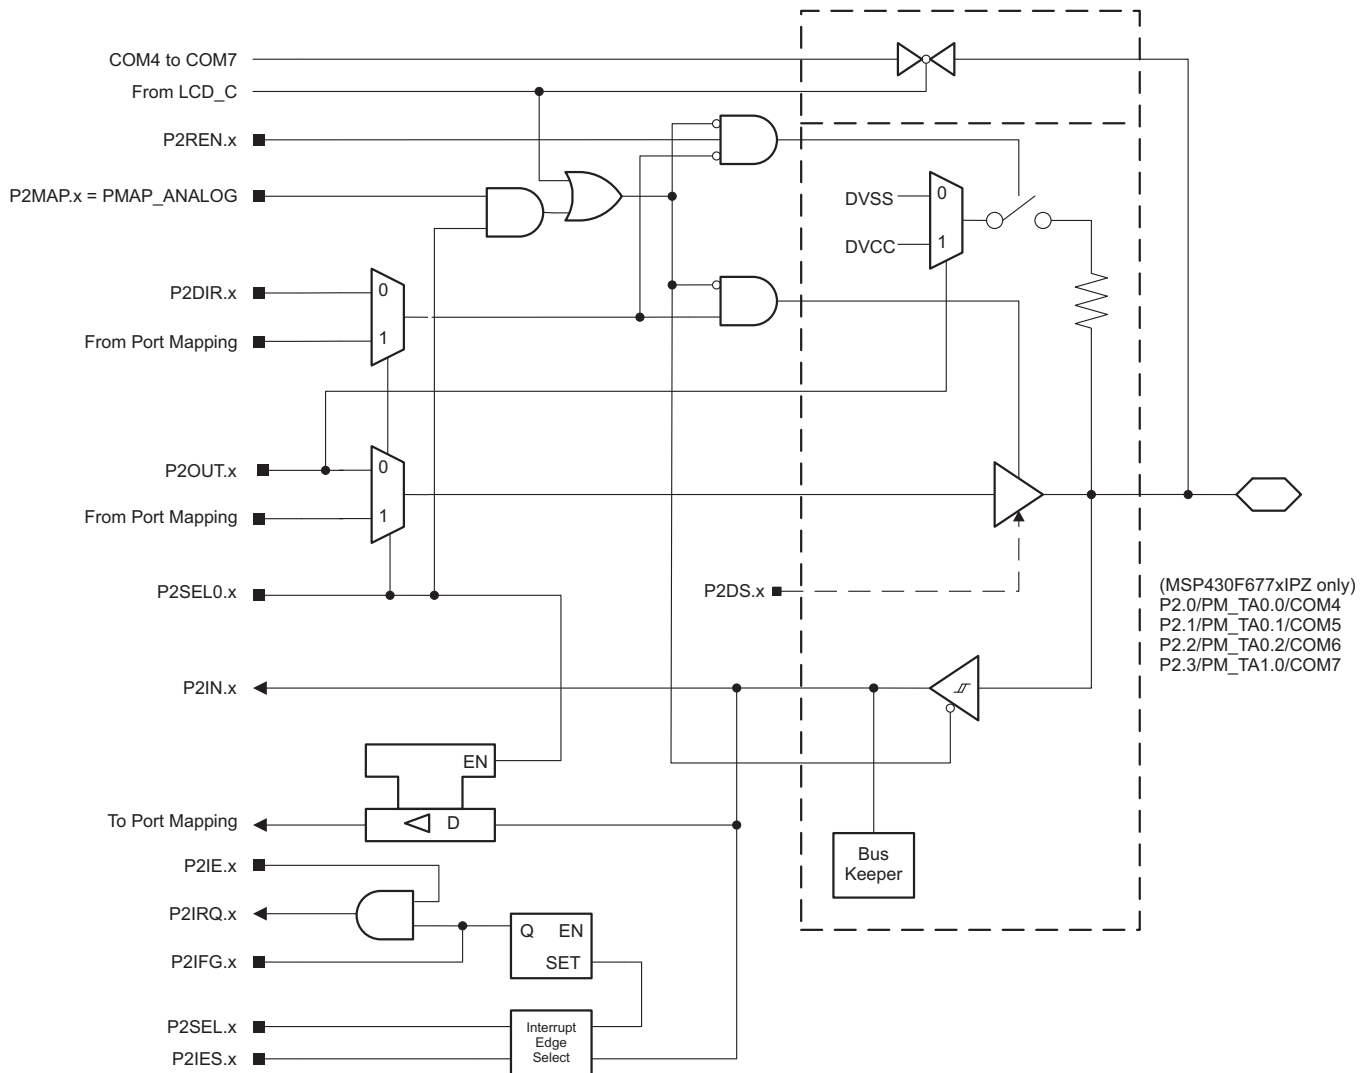 COM4 to COM7
From LCD_C
P2REN.x
P2MAP.x = PMAP_ANALOG
DVSS
0
DVCC
1
P2DIR.x
0
From Port Mapping
1
P2OUT.x
0
From Port Mapping
1
P2SEL0.x
P2DS.x
(MSP430F677xIPZ only)
P2.0/PM_TA0.0/COM4
P2.1/PM_TA0.1/COM5
P2.2/PM_TA0.2/COM6
P2.3/PM_TA1.0/COM7
P2IN.x
EN
To Port Mapping
D
Bus
Keeper
P2IE.x
P2IRQ.x
Q EN
SET
P2IFG.x
P2SEL.x
P2IES.x
Interrupt
Edge
Select